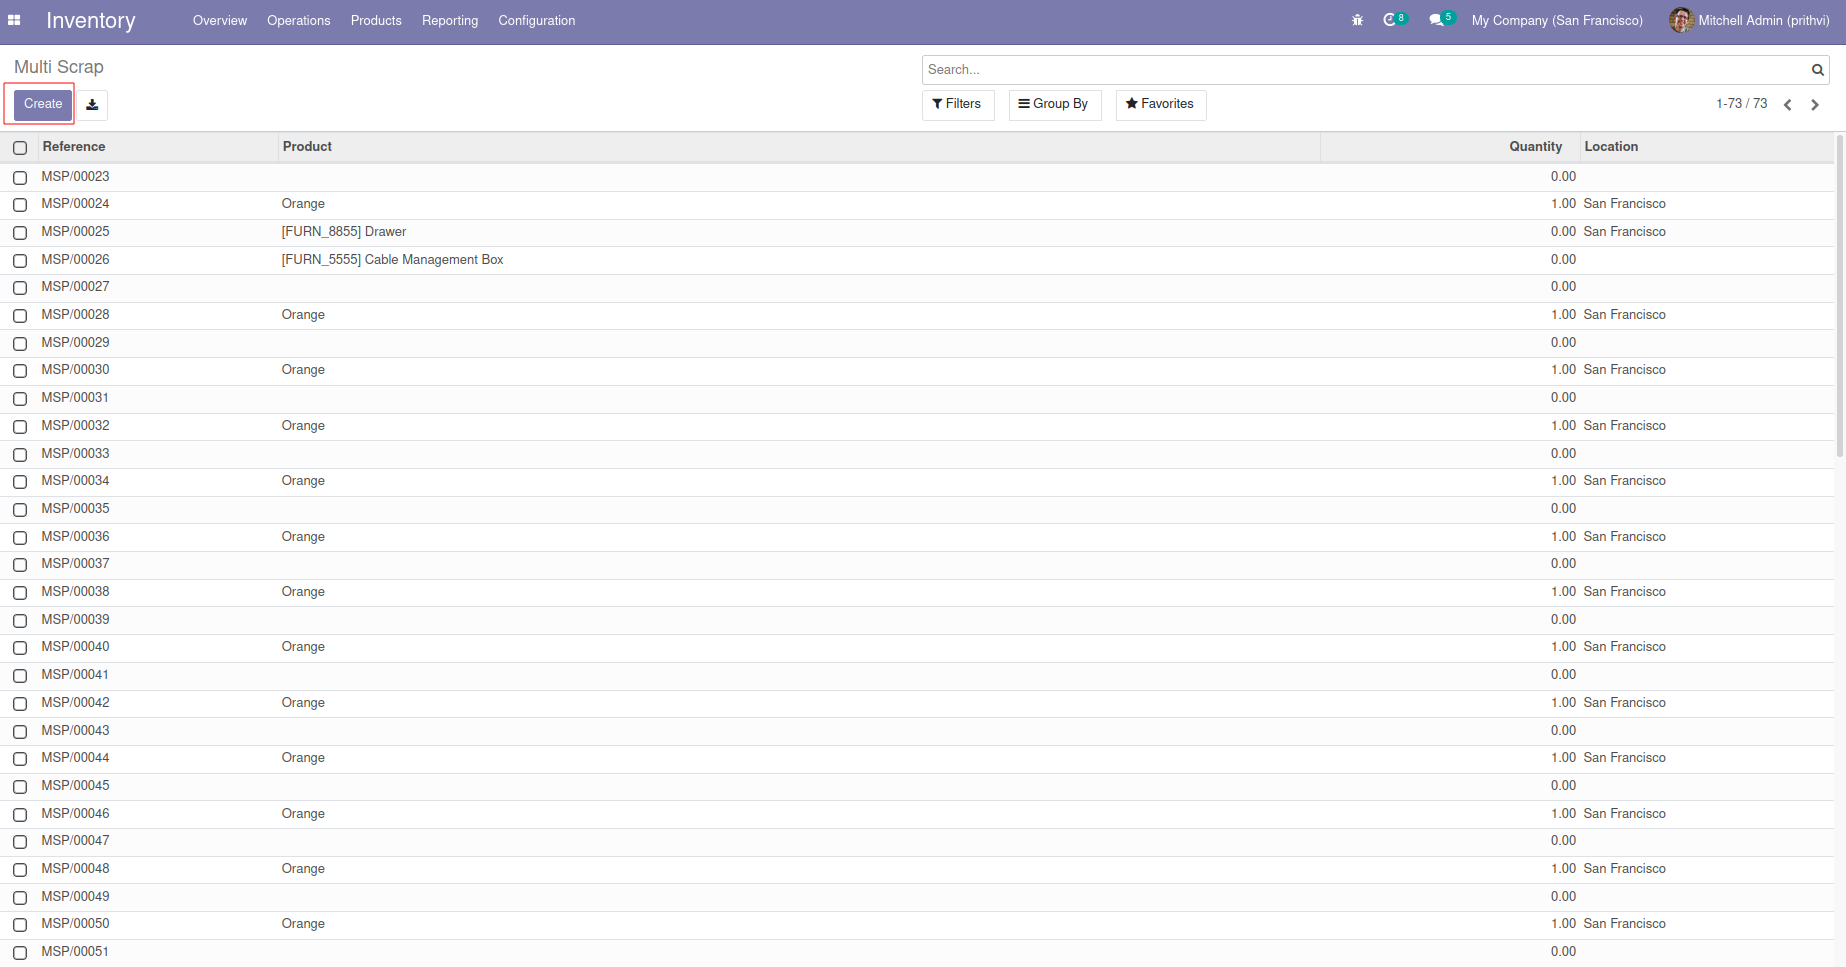 Inventory Overview Operations Products Reporting Configuration 8 5 My Company (San Francisco) Mitchell Admin (prithvi)
Multi Scrap Search...
Create Filters Group By Favorites 1-73 / 73
Reference Product Quantity Location
MSP/00023 0.00
MSP/00024 Orange 1.00 San Francisco
MSP/00025 [FURN_8855] Drawer 0.00 San Francisco
MSP/00026 [FURN_5555] Cable Management Box 0.00
MSP/00027 0.00
MSP/00028 Orange 1.00 San Francisco
MSP/00029 0.00
MSP/00030 Orange 1.00 San Francisco
MSP/00031 0.00
MSP/00032 Orange 1.00 San Francisco
MSP/00033 0.00
MSP/00034 Orange 1.00 San Francisco
MSP/00035 0.00
MSP/00036 Orange 1.00 San Francisco
MSP/00037 0.00
MSP/00038 Orange 1.00 San Francisco
MSP/00039 0.00
MSP/00040 Orange 1.00 San Francisco
MSP/00041 0.00
MSP/00042 Orange 1.00 San Francisco
MSP/00043 0.00
MSP/00044 Orange 1.00 San Francisco
MSP/00045 0.00
MSP/00046 Orange 1.00 San Francisco
MSP/00047 0.00
MSP/00048 Orange 1.00 San Francisco
MSP/00049 0.00
MSP/00050 Orange 1.00 San Francisco
MSP/00051 0.00